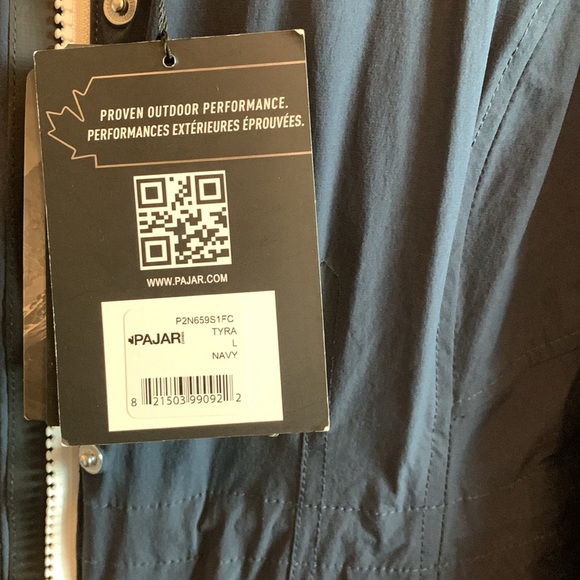 PROVEN OUTDOOR PERFORMANCE.
PERFORMANCES EXTÉRIEURES ÉPROUVÉES.
WWW.PAJAR.COM
P2N659S1FC
PAJAR
TYRA
L
NAVY
8 21503 99092 2